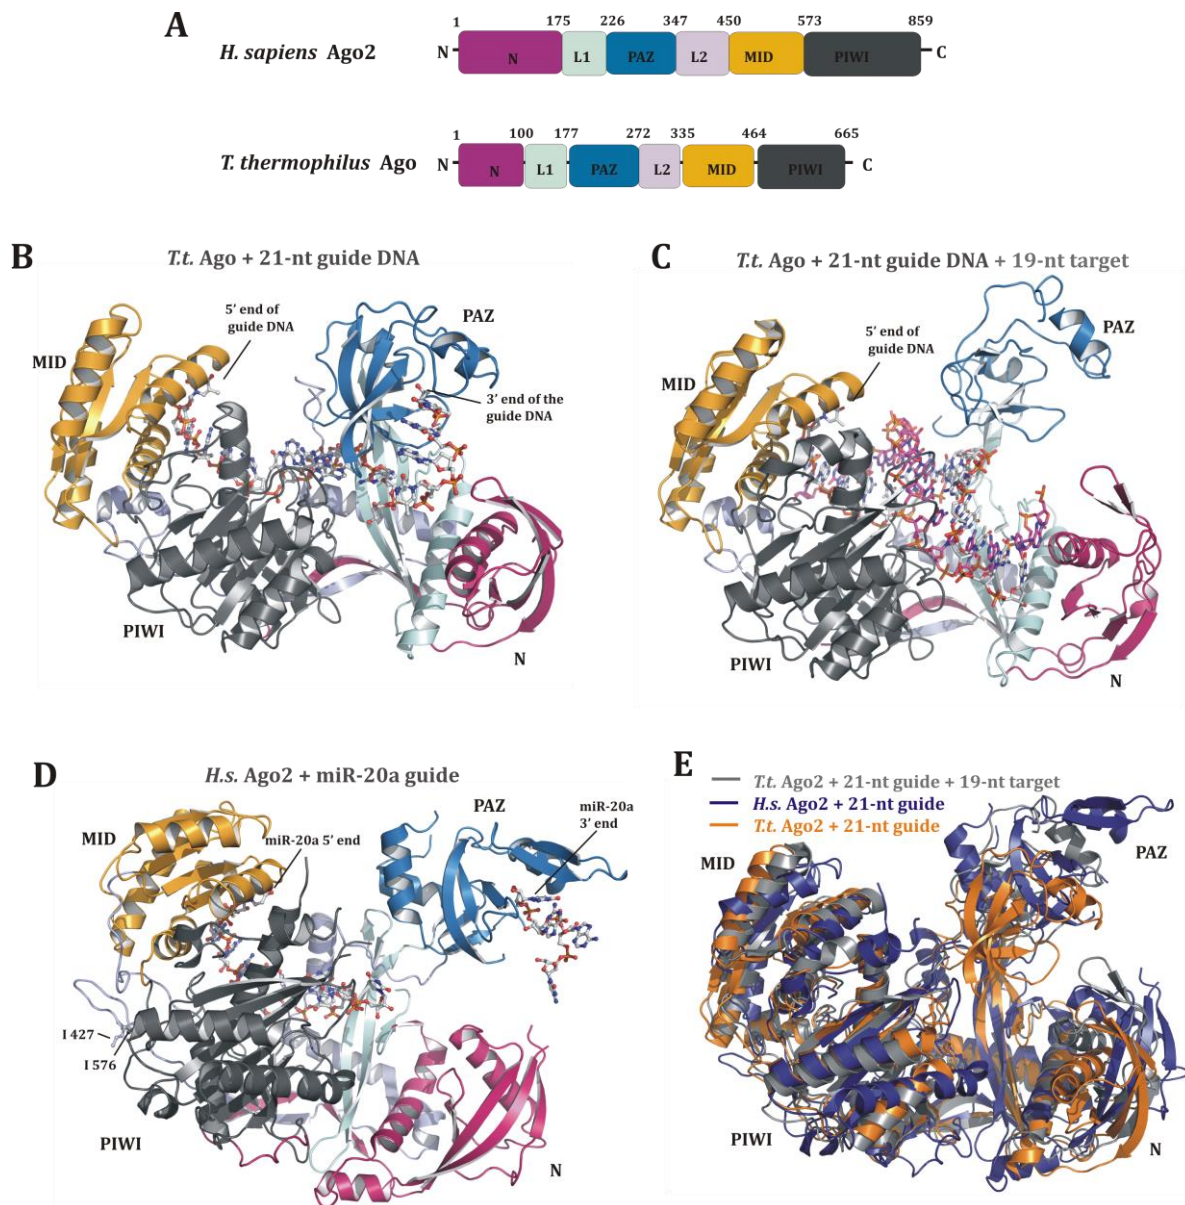 A
1 175 226 347 450 573 859
H. sapiens Ago2 N N L1 PAZ L2 MID PIWI C
1 100 177 272 335 464 665
T. thermophilus Ago N N L1 PAZ L2 MID PIWI C
B
T.t. Ago + 21-nt guide DNA
5’ end of
guide DNA
PAZ
MID
3’ end of the
guide DNA
PIWI
N
C
T.t. Ago + 21-nt guide DNA + 19-nt target
5’ end of
guide DNA
PAZ
MID
PIWI
N
D
H.s. Ago2 + miR-20a guide
PAZ
miR-20a
3’ end
MID
miR-20a 5’ end
I 427
I 576
PIWI
N
E
T.t. Ago2 + 21-nt guide + 19-nt target
H.s. Ago2 + 21-nt guide
T.t. Ago2 + 21-nt guide
MID
PAZ
PIWI
N